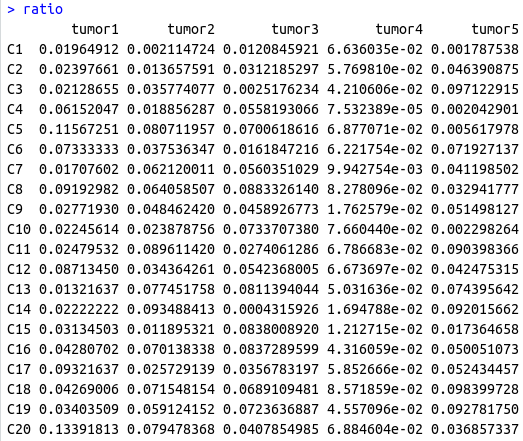 > ratio
tumor1 tumor2 tumor3 tumor4 tumor5
C1 0.01964912 0.002114724 0.0120845921 6.636035e-02 0.001787538
C2 0.02397661 0.013657591 0.0312185297 5.769810e-02 0.046390875
C3 0.02128655 0.035774077 0.0025176234 4.210606e-02 0.097122915
C4 0.06152047 0.018856287 0.0558193066 7.532389e-05 0.002042901
C5 0.11567251 0.080711957 0.0700618616 6.877071e-02 0.005617978
C6 0.07333333 0.037536347 0.0161847216 6.221754e-02 0.071927137
C7 0.01707602 0.062120011 0.0560351029 9.942754e-03 0.041198502
C8 0.09192982 0.064058507 0.0883326140 8.278096e-02 0.032941777
C9 0.02771930 0.048462420 0.0458926773 1.762579e-02 0.051498127
C10 0.02245614 0.023878756 0.0733707380 7.660440e-02 0.002298264
C11 0.02479532 0.089611420 0.0274061286 6.786683e-02 0.090398366
C12 0.08713450 0.034364261 0.0542368005 6.673697e-02 0.042475315
C13 0.01321637 0.077451758 0.0811394044 5.031636e-02 0.074395642
C14 0.02222222 0.093488413 0.0004315926 1.694788e-02 0.092015662
C15 0.03134503 0.011895321 0.0838008920 1.212715e-02 0.017364658
C16 0.04280702 0.070138338 0.0837289599 4.316059e-02 0.050051073
C17 0.09321637 0.025729139 0.0356783197 5.852666e-02 0.052434457
C18 0.04269006 0.071548154 0.0689109481 8.571859e-02 0.098399728
C19 0.03403509 0.059124152 0.0723636887 4.557096e-02 0.092781750
C20 0.13391813 0.079478368 0.0407854985 6.884604e-02 0.036857337